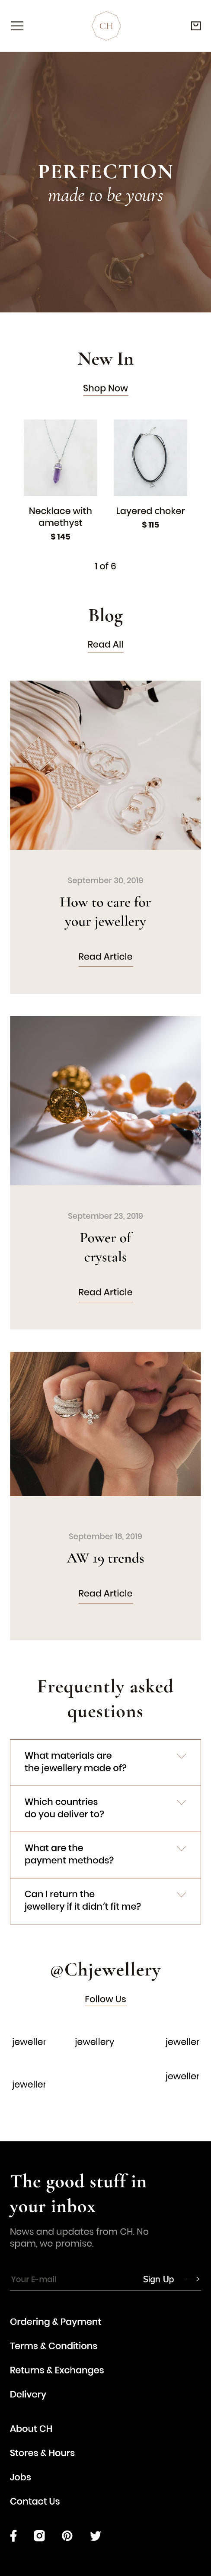 CH
PERFECTION
made to be yours
New In
Shop Now
Necklace with
amethyst
$ 145
Layered choker
$ 115
1 of 6
Blog
Read All
September 30, 2019
How to care for
your jewellery
Read Article
September 23, 2019
Power of
crystals
Read Article
September 18, 2019
AW 19 trends
Read Article
Frequently asked
questions
What materials are
the jewellery made of?
Which countries
do you deliver to?
What are the
payment methods?
Can I return the
jewellery if it didn't fit me?
@Chjewellery
Follow Us
jeweller jewellery jeweller
jeweller
jeweller
The good stuff in
your inbox
News and updates from CH. No
spam, we promise.
Your E-mail Sign Up
Ordering & Payment
Terms & Conditions
Returns & Exchanges
Delivery
About CH
Stores & Hours
Jobs
Contact Us